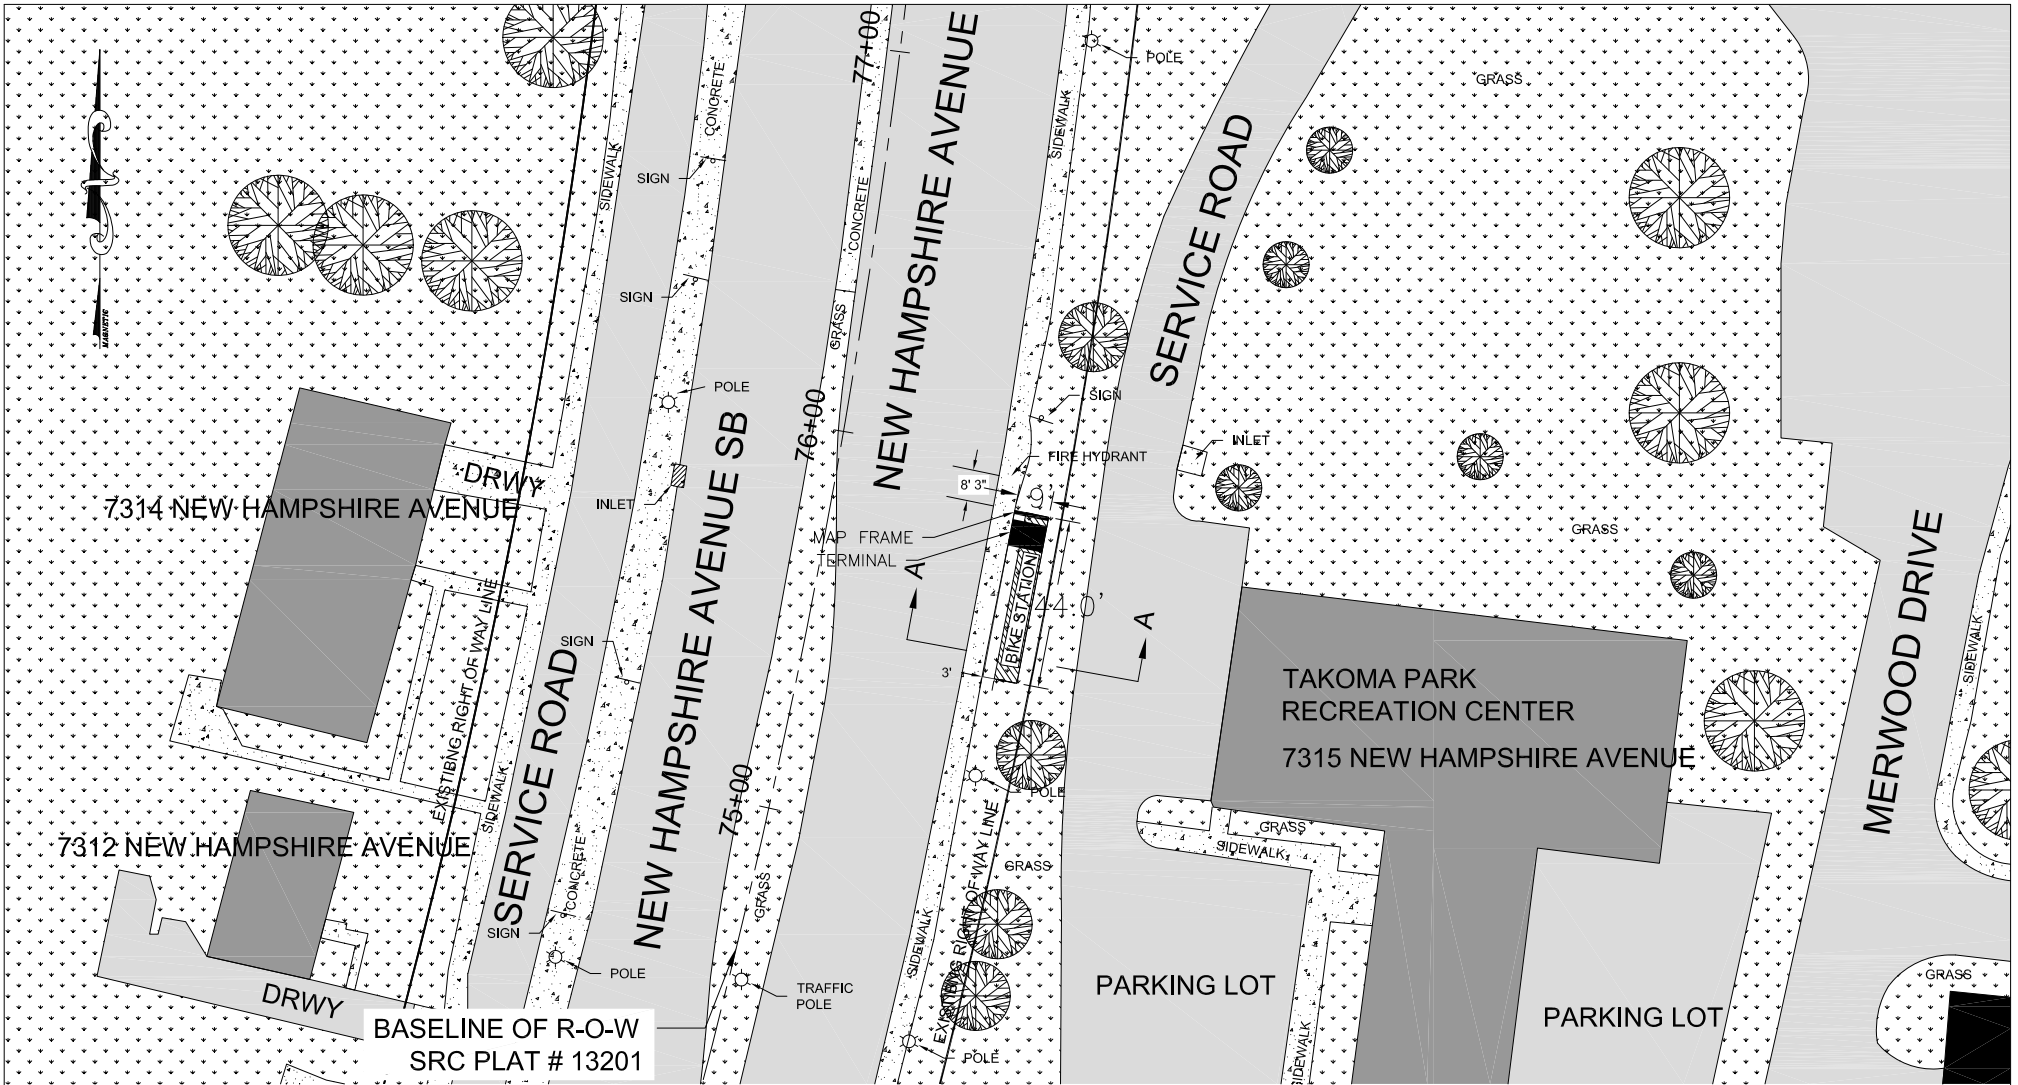 77+00
NEW HAMPSHIRE AVENUE
POLE
GRASS
CONCRETE
SIDEWALK
SIDEWALK
SIGN
SERVICE ROAD
CONCRETE
SIGN
MAGNETIC
GRASS
POLE
SIGN
76+00
INLET
FIRE HYDRANT
DRWY
7314 NEW HAMPSHIRE AVENUE
8' 3"
9'
INLET
NEW HAMPSHIRE AVENUE SB
GRASS
MAP FRAME
TERMINAL
A
BIKE STATION
44.0'
A
MERWOOD DRIVE
SIDEWALK
EXISTIBNG RIGHT OF WAY LINE
SIGN
3'
TAKOMA PARK
RECREATION CENTER
7315 NEW HAMPSHIRE AVENUE
SERVICE ROAD
SIDEWALK
75+00
POLE
7312 NEW HAMPSHIRE AVENUE
CONCRETE
GRASS
GRASS
SIDEWALK
GRASS
EXISTIBNG RIGHT OF WAY LINE
SIDEWALK
SIGN
POLE
TRAFFIC
POLE
PARKING LOT
GRASS
DRWY
PARKING LOT
BASELINE OF R-O-W
SRC PLAT # 13201
POLE
SIDEWALK